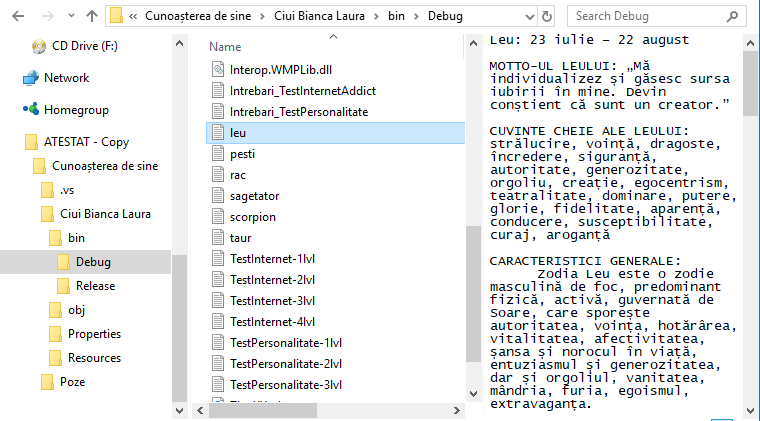 « Cunoașterea de sine > Ciui Bianca Laura > bin > Debug
Search Debug
CD Drive (F:)
Network
Homegroup
ATESTAT - Copy
Cunoașterea de sine
.vs
Ciui Bianca Laura
bin
Debug
Release
obj
Properties
Resources
Poze
Name
Interop.WMPLib.dll
Intrebari_TestInternetAddict
Intrebari_TestPersonalitate
leu
pesti
rac
sagetator
scorpion
taur
TestInternet-1lvl
TestInternet-2lvl
TestInternet-3lvl
TestInternet-4lvl
TestPersonalitate-1lvl
TestPersonalitate-2lvl
TestPersonalitate-3lvl
Leu: 23 iulie – 22 august
MOTTO-UL LEULUI: „Mă
individualizez și găsesc sursa
iubirii în mine. Devin
conștient că sunt un creator.”
CUVINTE CHEIE ALE LEULUI:
strălucire, voință, dragoste,
încredere, siguranță,
autoritate, generozitate,
orgoliu, creație, egocentrism,
teatralitate, dominare, putere,
glorie, fidelitate, aparență,
conducere, susceptibilitate,
curaj, aroganță
CARACTERISTICI GENERALE:
Zodia Leu este o zodie
masculină de foc, predominant
fizică, activă, guvernată de
Soare, care sporește
autoritatea, voința, hotărârea,
vitalitatea, afectivitatea,
șansa și norocul în viață,
entuziasmul și generozitatea,
dar și orgoliul, vanitatea,
mândria, furia, egoismul,
extravaganța.